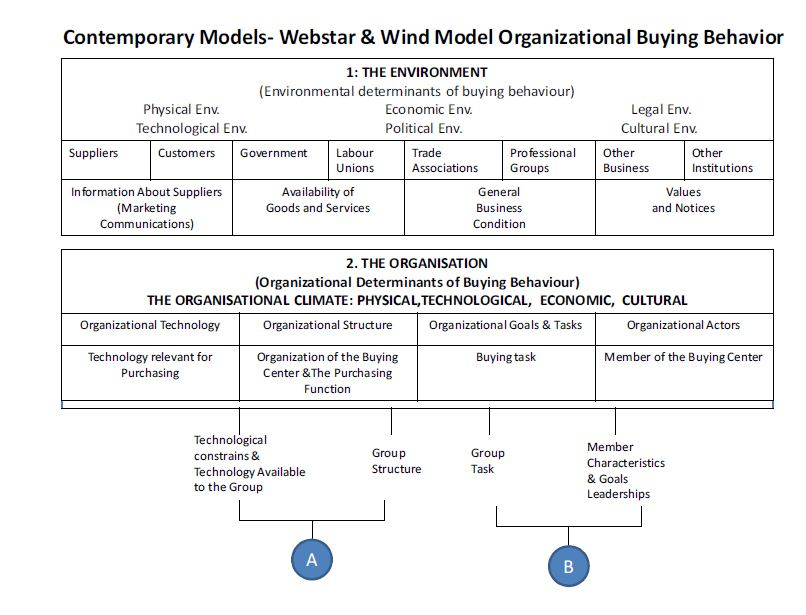 Contemporary Models- Webstar & Wind Model Organizational Buying Behavior
1: THE ENVIRONMENT
(Environmental determinants of buying behaviour)
Physical Env. Economic Env. Legal Env.
Technological Env. Political Env. Cultural Env.
Suppliers
Customers
Government
Labour
Unions
Trade
Associations
Professional
Groups
Other
Business
Other
Institutions
Information About Suppliers
(Marketing
Communications)
Availability of
Goods and Services
General
Business
Condition
Values
and Notices
2. THE ORGANISATION
(Organizational Determinants of Buying Behaviour)
THE ORGANISATIONAL CLIMATE: PHYSICAL,TECHNOLOGICAL, ECONOMIC, CULTURAL
Organizational Technology
Organizational Structure
Organizational Goals & Tasks
Organizational Actors
Technology relevant for
Purchasing
Organization of the Buying
Center &The Purchasing
Function
Buying task
Member of the Buying Center
Technological
constrains &
Technology Available
to the Group
Group
Structure
Group
Task
Member
Characteristics
& Goals
Leaderships
A
B